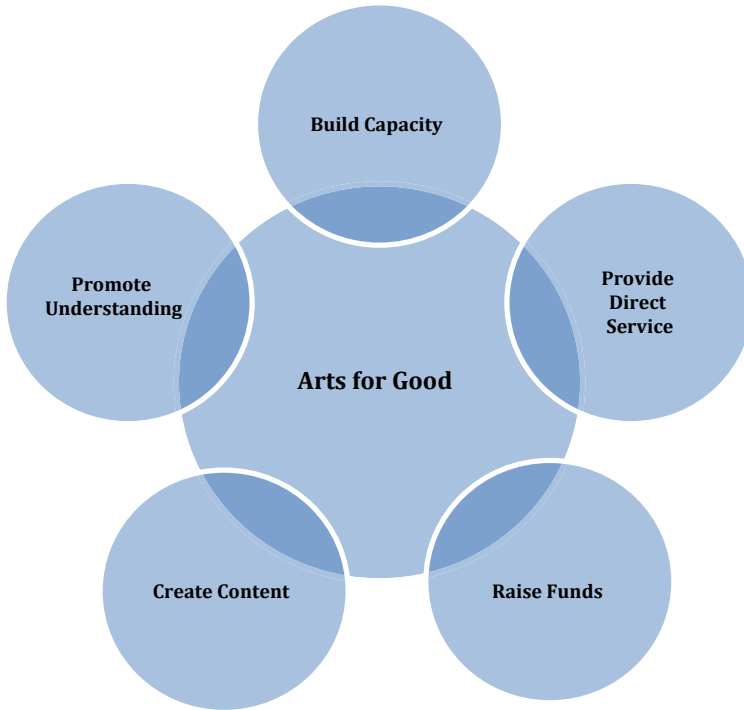 Build Capacity
Promote
Understanding
Provide
Direct
Service
Arts for Good
Create Content
Raise Funds